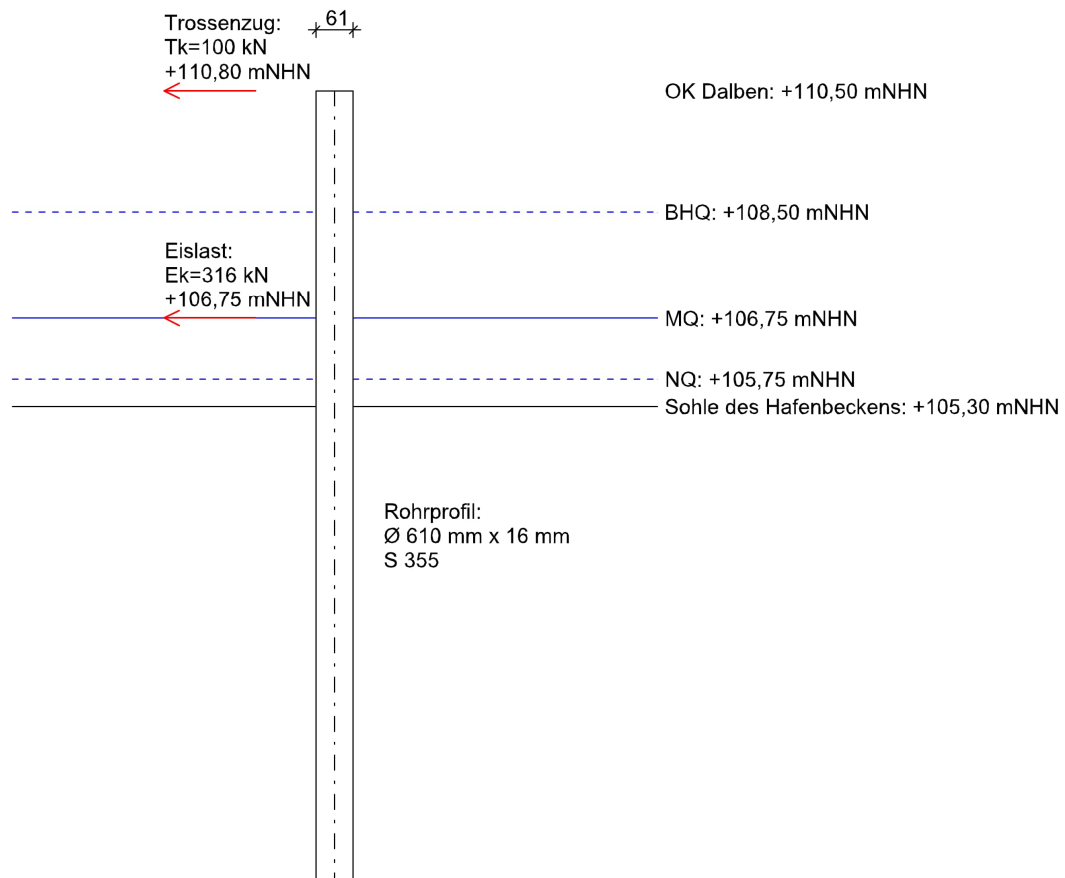 Trossenzug:
Tk=100 kN
+110,80 mNHN
61
OK Dalben: +110,50 mNHN
BHQ: +108,50 mNHN
Eislast:
Ek=316 kN
+106,75 mNHN
MQ: +106,75 mNHN
NQ: +105,75 mNHN
Sohle des Hafenbeckens: +105,30 mNHN
Rohrprofil:
Ø 610 mm x 16 mm
S 355